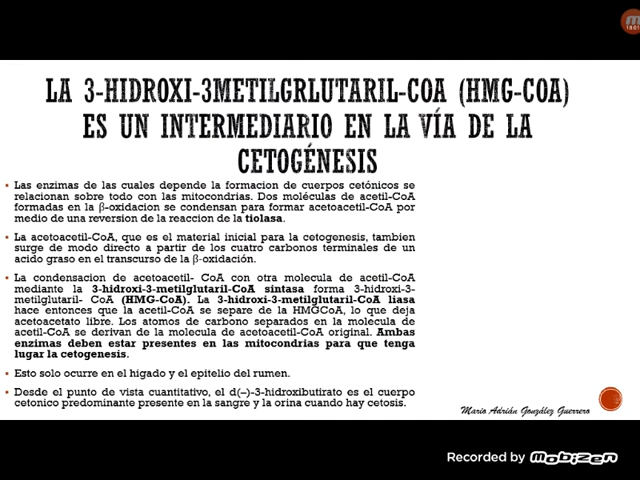 LA 3-HIDROXI-3METILGRLUTARIL-COA (HMG-COA)
ES UN INTERMEDIARIO EN LA VÍA DE LA
CETOGÉNESIS
▪ Las enzimas de las cuales depende la formacion de cuerpos cetónicos se
relacionan sobre todo con las mitocondrias. Dos moléculas de acetil-CoA
formadas en la β-oxidacion se condensan para formar acetoacetil-CoA por
medio de una reversion de la reaccion de la tiolasa.
▪ La acetoacetil-CoA, que es el material inicial para la cetogenesis, tambien
surge de modo directo a partir de los cuatro carbonos terminales de un
acido graso en el transcurso de la β-oxidación.
▪ La condensacion de acetoacetil- CoA con otra molecula de acetil-CoA
mediante la 3-hidroxi-3-metilglutaril-CoA sintasa forma 3-hidroxi-3-
metilglutaril- CoA (HMG-CoA). La 3-hidroxi-3-metilglutaril-CoA liasa
hace entonces que la acetil-CoA se separe de la HMGCoA, lo que deja
acetoacetato libre. Los atomos de carbono separados en la molecula de
acetil-CoA se derivan de la molecula de acetoacetil-CoA original. Ambas
enzimas deben estar presentes en las mitocondrias para que tenga
lugar la cetogenesis.
▪ Esto solo ocurre en el higado y el epitelio del rumen.
▪ Desde el punto de vista cuantitativo, el d(–)-3-hidroxibutirato es el cuerpo
cetonico predominante presente en la sangre y la orina cuando hay cetosis.
Mario Adrián González Guerrero
Recorded by mobizen